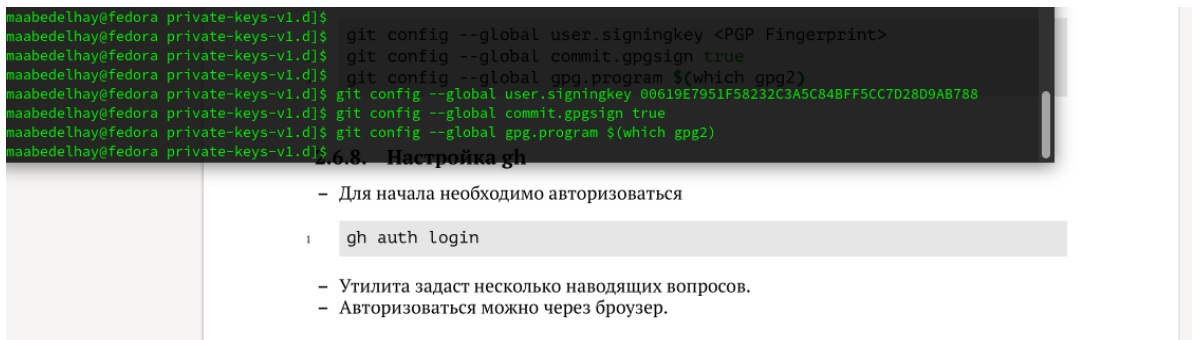 maabedelhay@fedora private-keys-v1.d]$
maabedelhay@fedora private-keys-v1.d]$ git config --global user.signingkey <PGP Fingerprint>
maabedelhay@fedora private-keys-v1.d]$ git config --global commit.gpgsign true
maabedelhay@fedora private-keys-v1.d]$ git config --global gpg.program $(which gpg2)
maabedelhay@fedora private-keys-v1.d]$ git config --global user.signingkey 00619E7951F58232C3A5C84BFF5CC7D28D9AB788
maabedelhay@fedora private-keys-v1.d]$ git config --global commit.gpgsign true
maabedelhay@fedora private-keys-v1.d]$ git config --global gpg.program $(which gpg2)
maabedelhay@fedora private-keys-v1.d]$
2.6.8. Настройка gh
– Для начала необходимо авторизоваться
1 gh auth login
– Утилита задаст несколько наводящих вопросов.
– Авторизоваться можно через броузер.